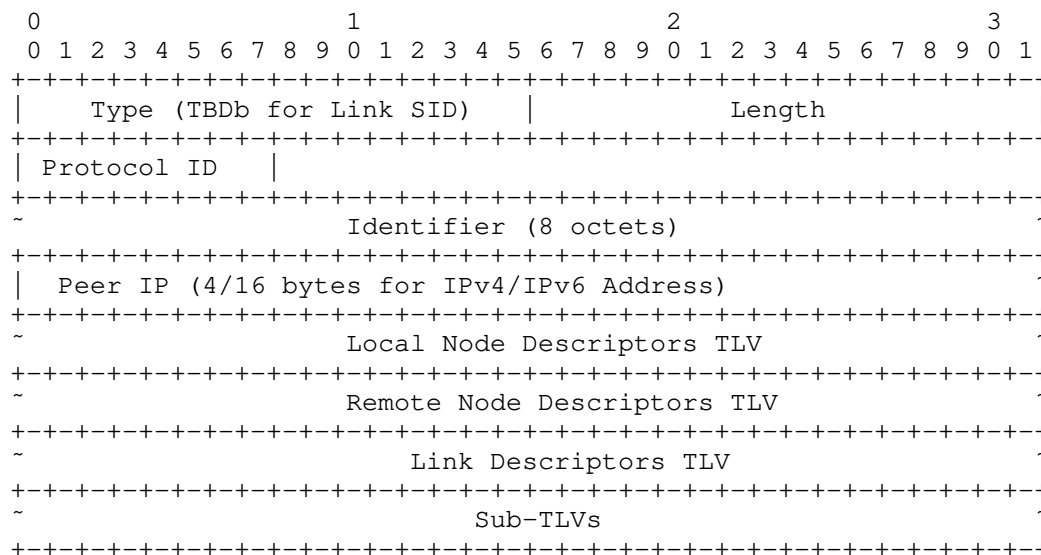 0                   1                   2                   3
 0 1 2 3 4 5 6 7 8 9 0 1 2 3 4 5 6 7 8 9 0 1 2 3 4 5 6 7 8 9 0 1
+-+-+-+-+-+-+-+-+-+-+-+-+-+-+-+-+-+-+-+-+-+-+-+-+-+-+-+-+-+-+-+-+-
|    Type (TBDb for Link SID)   |            Length
+-+-+-+-+-+-+-+-+-+-+-+-+-+-+-+-+-+-+-+-+-+-+-+-+-+-+-+-+-+-+-+-+-
| Protocol ID   |
+-+-+-+-+-+-+-+-+-+-+-+-+-+-+-+-+-+-+-+-+-+-+-+-+-+-+-+-+-+-+-+-+-
~                    Identifier (8 octets)                      ~
+-+-+-+-+-+-+-+-+-+-+-+-+-+-+-+-+-+-+-+-+-+-+-+-+-+-+-+-+-+-+-+-+-
|  Peer IP (4/16 bytes for IPv4/IPv6 Address)                   ~
+-+-+-+-+-+-+-+-+-+-+-+-+-+-+-+-+-+-+-+-+-+-+-+-+-+-+-+-+-+-+-+-+-
~                    Local Node Descriptors TLV                 ~
+-+-+-+-+-+-+-+-+-+-+-+-+-+-+-+-+-+-+-+-+-+-+-+-+-+-+-+-+-+-+-+-+-
~                    Remote Node Descriptors TLV                ~
+-+-+-+-+-+-+-+-+-+-+-+-+-+-+-+-+-+-+-+-+-+-+-+-+-+-+-+-+-+-+-+-+-
~                        Link Descriptors TLV                   ~
+-+-+-+-+-+-+-+-+-+-+-+-+-+-+-+-+-+-+-+-+-+-+-+-+-+-+-+-+-+-+-+-+-
~                            Sub-TLVs                           ~
+-+-+-+-+-+-+-+-+-+-+-+-+-+-+-+-+-+-+-+-+-+-+-+-+-+-+-+-+-+-+-+-+-